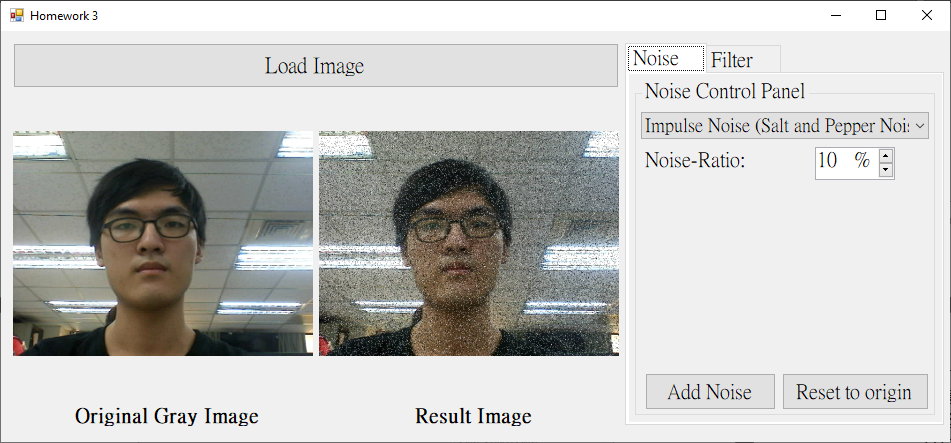 Homework 3
Load Image
Noise
Filter
Noise Control Panel
Impulse Noise (Salt and Pepper Nois
Noise-Ratio:
10 %
Add Noise
Reset to origin
Original Gray Image
Result Image